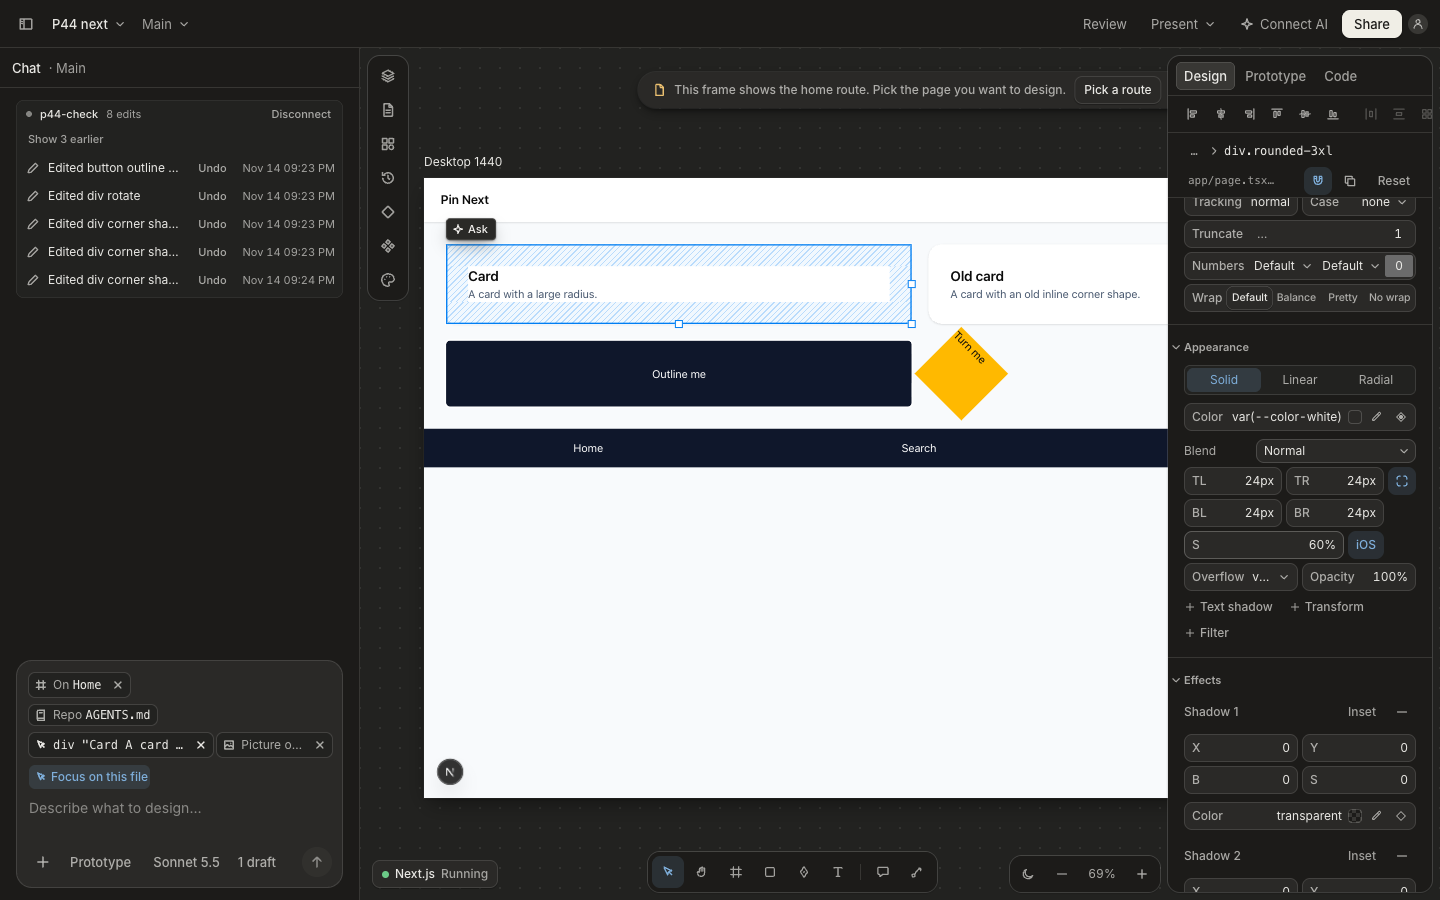 P44 next
Main
Review
Present
Connect AI
Share
Chat · Main
p44-check 8 edits Disconnect
Show 3 earlier
Edited button outline ... Undo Nov 14 09:23 PM
Edited div rotate Undo Nov 14 09:23 PM
Edited div corner sha... Undo Nov 14 09:23 PM
Edited div corner sha... Undo Nov 14 09:23 PM
Edited div corner sha... Undo Nov 14 09:24 PM
On Home
Repo AGENTS.md
div "Card A card …
Picture o...
Focus on this file
Describe what to design...
Prototype Sonnet 5.5 1 draft
This frame shows the home route. Pick the page you want to design. Pick a route
Desktop 1440
Pin Next
Ask
Card
A card with a large radius.
Old card
A card with an old inline corner shape.
Outline me
Turn me
Home
Search
N
Next.js Running
69%
Design Prototype Code
… div.rounded-3xl
app/page.tsx… Reset
Tracking normal Case none
Truncate ... 1
Numbers Default Default 0
Wrap Default Balance Pretty No wrap
Appearance
Solid Linear Radial
Color var(--color-white)
Blend Normal
TL 24px TR 24px
BL 24px BR 24px
S 60% iOS
Overflow v... Opacity 100%
Text shadow Transform
Filter
Effects
Shadow 1 Inset
X 0 Y 0
B 0 S 0
Color transparent
Shadow 2 Inset
X 0 Y 0